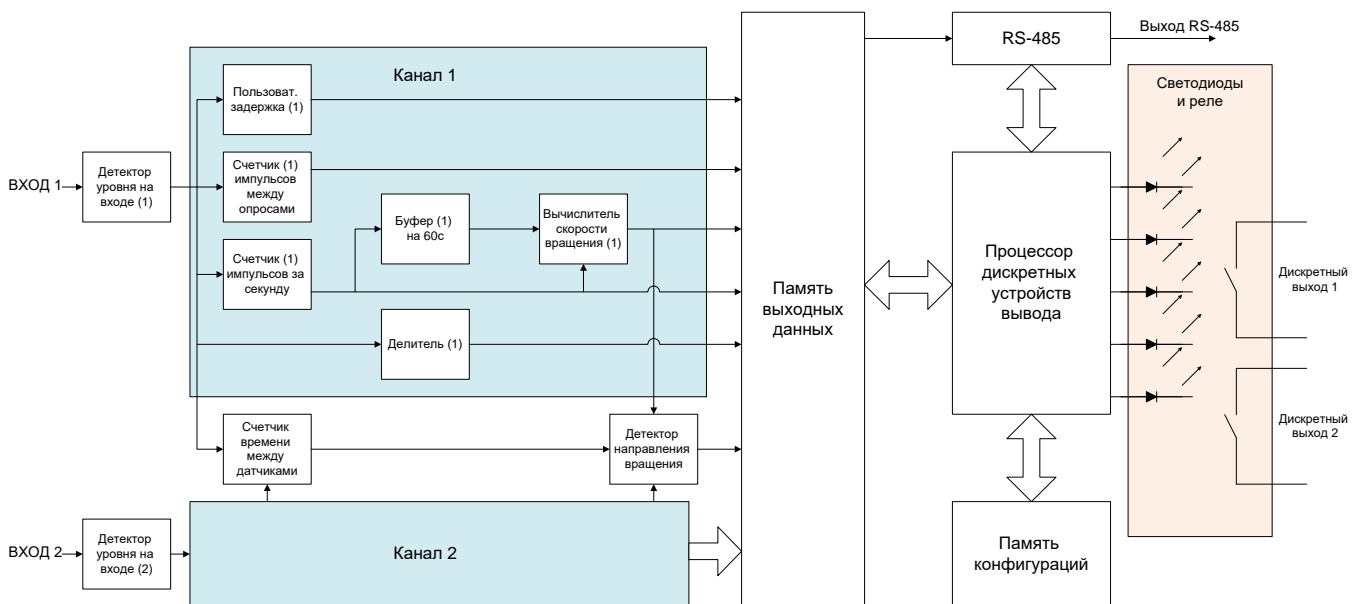 Канал 1
Пользоват.
задержка (1)
ВХОД 1
Детектор
уровня на
входе (1)
Счетчик (1)
импульсов
между
опросами
Счетчик (1)
импульсов за
секунду
Буфер (1)
на 60с
Вычислитель
скорости
вращения (1)
Делитель (1)
Счетчик
времени
между
датчиками
Детектор
направления
вращения
ВХОД 2
Детектор
уровня на
входе (2)
Канал 2
Память
выходных
данных
RS-485
Выход RS-485
Процессор
дискретных
устройств
вывода
Память
конфигураций
Светодиоды
и реле
Дискретный
выход 1
Дискретный
выход 2